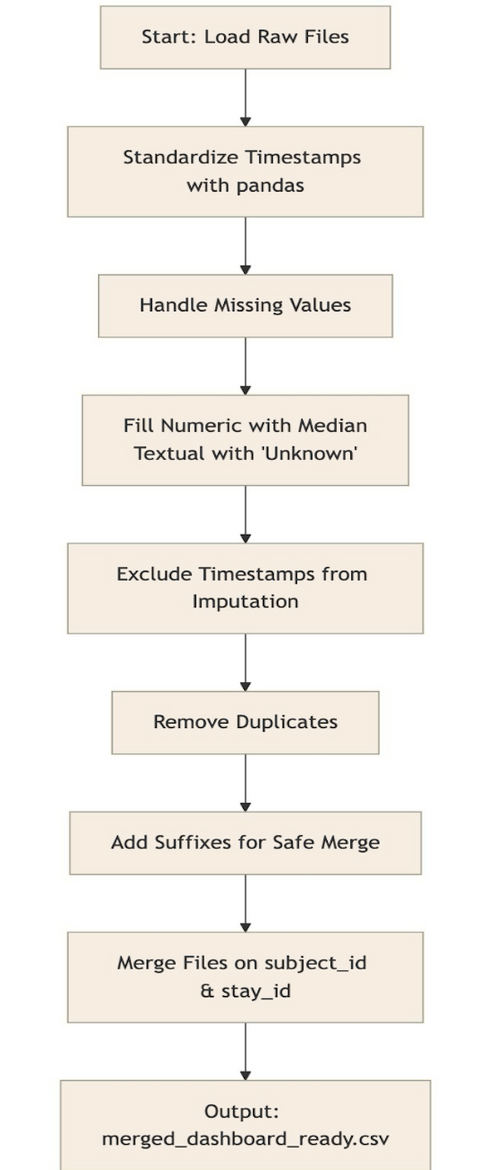 Start: Load Raw Files
Standardize Timestamps
with pandas
Handle Missing Values
Fill Numeric with Median
Textual with 'Unknown'
Exclude Timestamps from
Imputation
Remove Duplicates
Add Suffixes for Safe Merge
Merge Files on subject_id
& stay_id
Output:
merged_dashboard_ready.csv